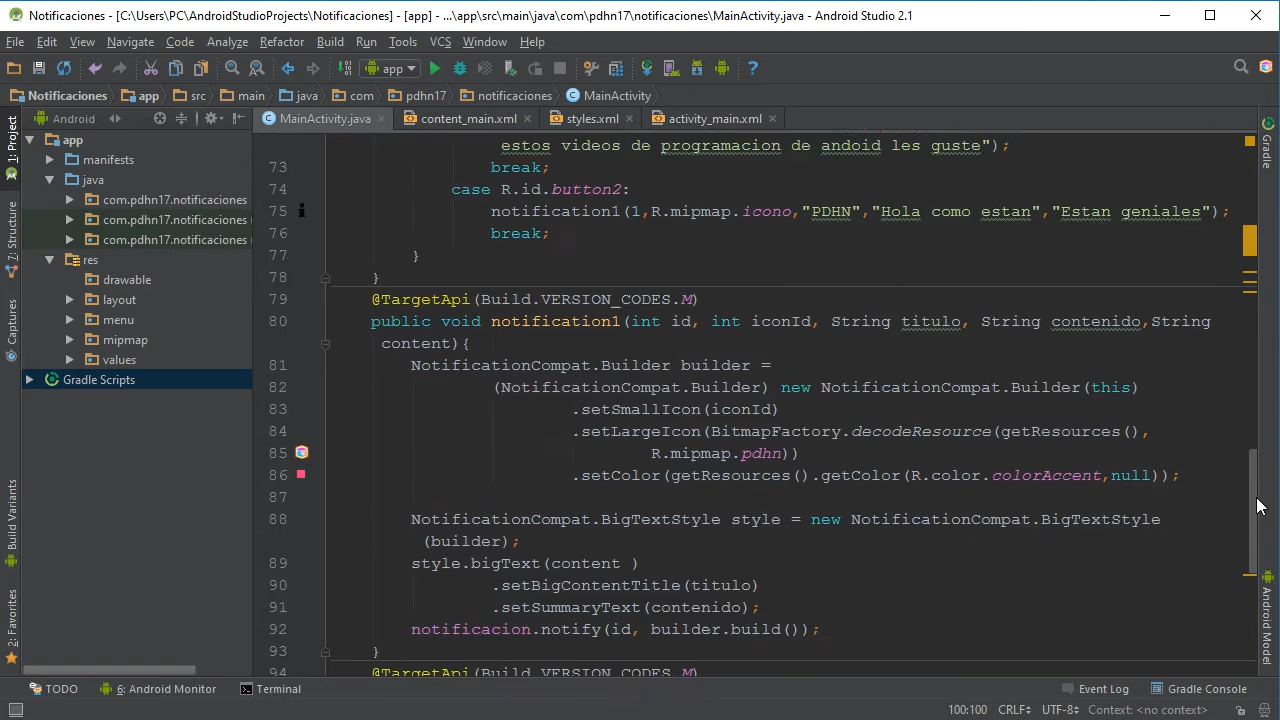 Notificaciones - [C:\Users\PC\AndroidStudioProjects\Notificaciones] - [app] - ...\app\src\main\java\com\pdhn17\notificaciones\MainActivity.java - Android Studio 2.1
File Edit View Navigate Code Analyze Refactor Build Run Tools VCS Window Help
app
Notificaciones app src main java com pdhn17 notificaciones MainActivity
Android
MainActivity.java content_main.xml styles.xml activity_main.xml
1: Project
Z: Structure
Captures
Build Variants
2: Favorites
app
manifests
java
com.pdhn17.notificaciones
com.pdhn17.notificaciones
com.pdhn17.notificaciones
res
drawable
layout
menu
mipmap
values
Gradle Scripts
estos videos de programacion de andoid les guste");
73 break;
74 case R.id.button2:
75 notification1(1,R.mipmap.icono,"PDHN","Hola como estan","Estan geniales");
76 break;
77 }
78 }
79 @TargetApi(Build.VERSION_CODES.M)
80 public void notification1(int id, int iconId, String titulo, String contenido,String
content){
81 NotificationCompat.Builder builder =
82 (NotificationCompat.Builder) new NotificationCompat.Builder(this)
83 .setSmallIcon(iconId)
84 .setLargeIcon(BitmapFactory.decodeResource(getResources(),
85 R.mipmap.pdhn))
86 .setColor(getResources().getColor(R.color.colorAccent,null));
87
88 NotificationCompat.BigTextStyle style = new NotificationCompat.BigTextStyle
(builder);
89 style.bigText(content )
90 .setBigContentTitle(titulo)
91 .setSummaryText(contenido);
92 notificacion.notify(id, builder.build());
93 }
94 @TargetApi(Build.VERSION_CODES.M)
Gradle
Android Model
TODO 6: Android Monitor Terminal Event Log Gradle Console
100:100 CRLF UTF-8 Context: <no context>